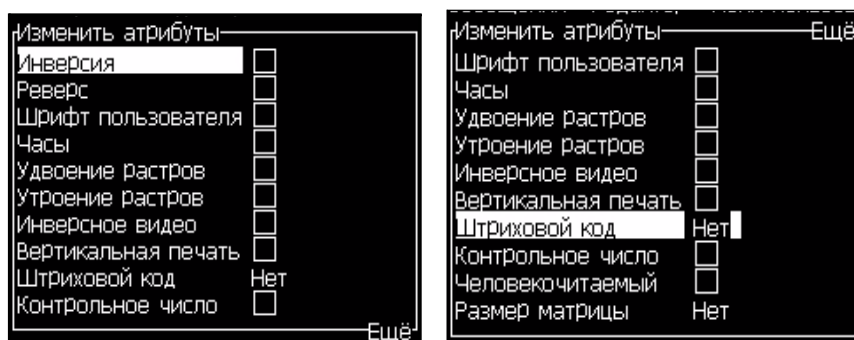 Изменить атрибуты
Инверсия
Реверс
Шрифт пользователя
Часы
Удвоение растров
Утроение растров
Инверсное видео
Вертикальная печать
Штриховой код Нет
Контрольное число
Ещё
Изменить атрибуты Ещё
Шрифт пользователя
Часы
Удвоение растров
Утроение растров
Инверсное видео
Вертикальная печать
Штриховой код Нет
Контрольное число
Человекочитаемый
Размер матрицы Нет